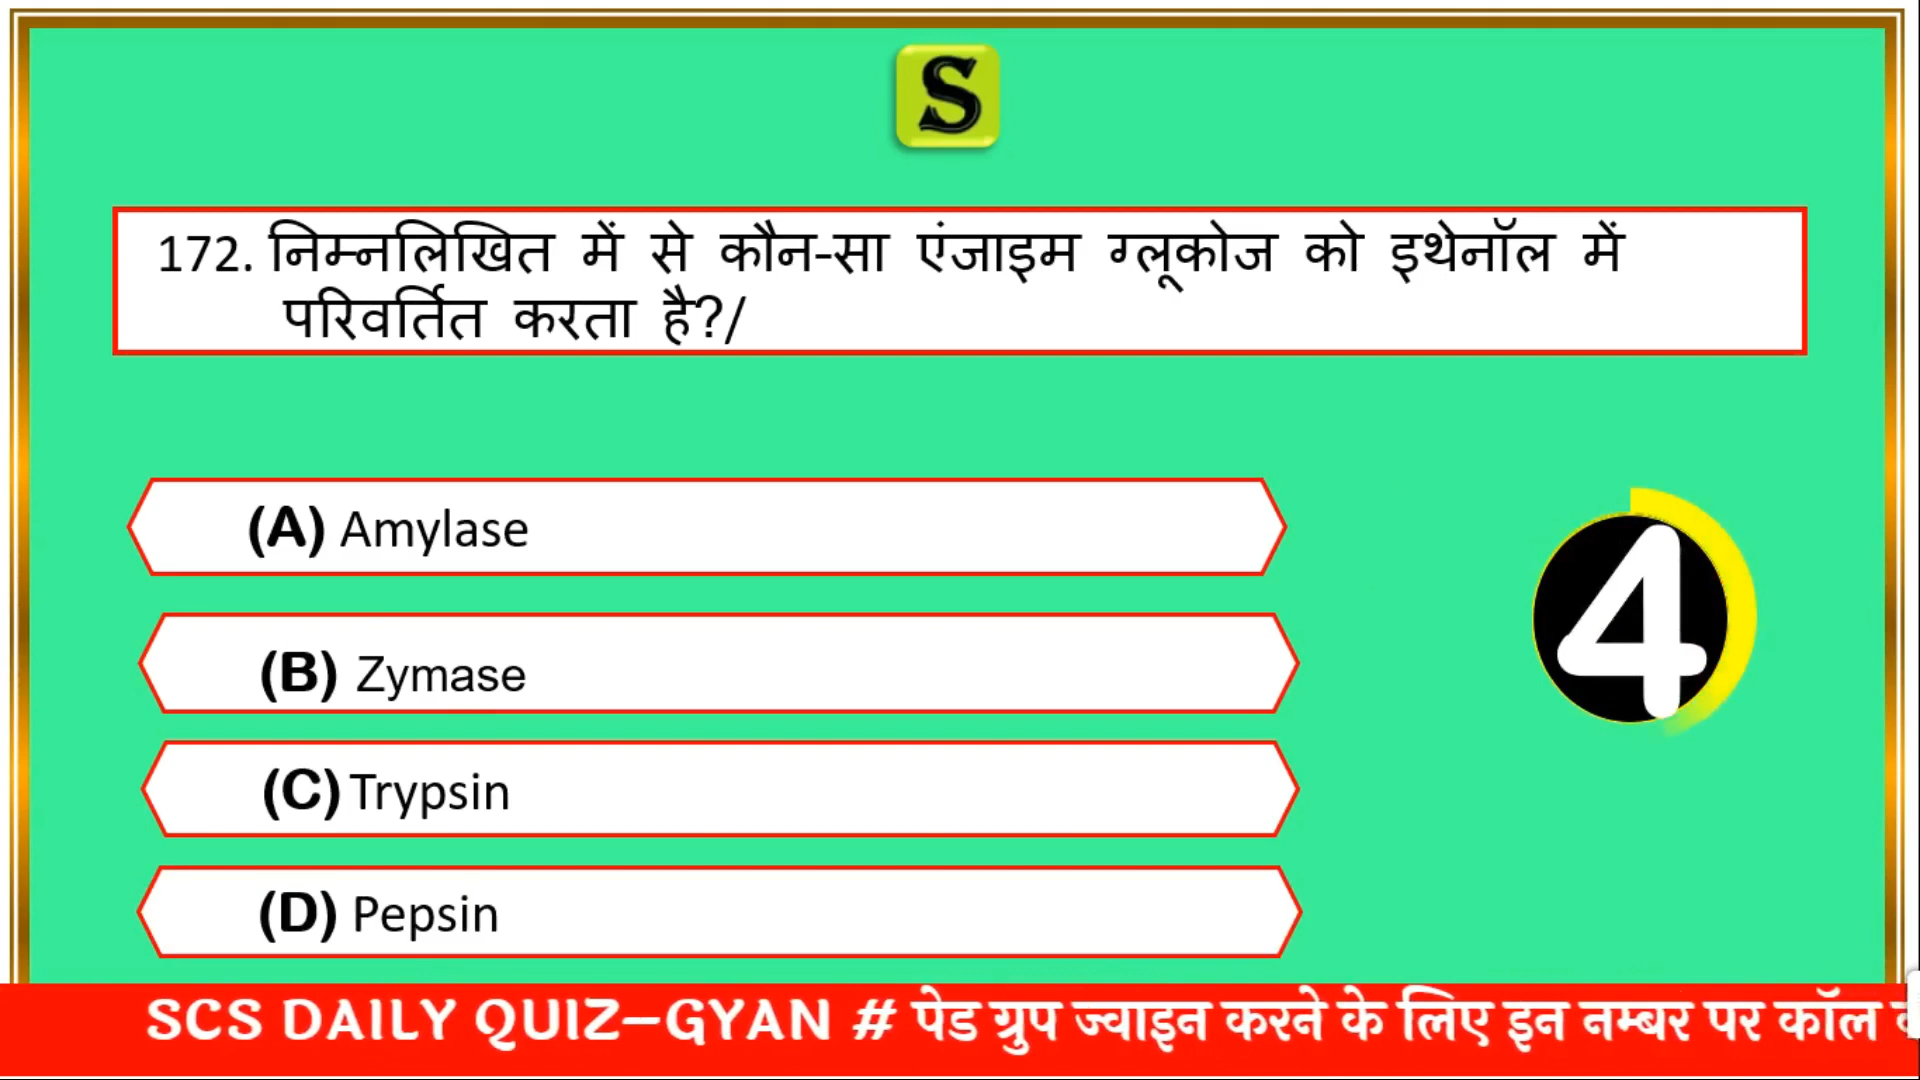 S
172. निम्नलिखित में से कौन-सा एंजाइम ग्लूकोज को इथेनॉल में
परिवर्तित करता है?/
(A) Amylase
(B) Zymase
4
(C) Trypsin
(D) Pepsin
SCS DAILY QUIZ–GYAN # पेड ग्रुप ज्वाइन करने के लिए इन नम्बर पर कॉल